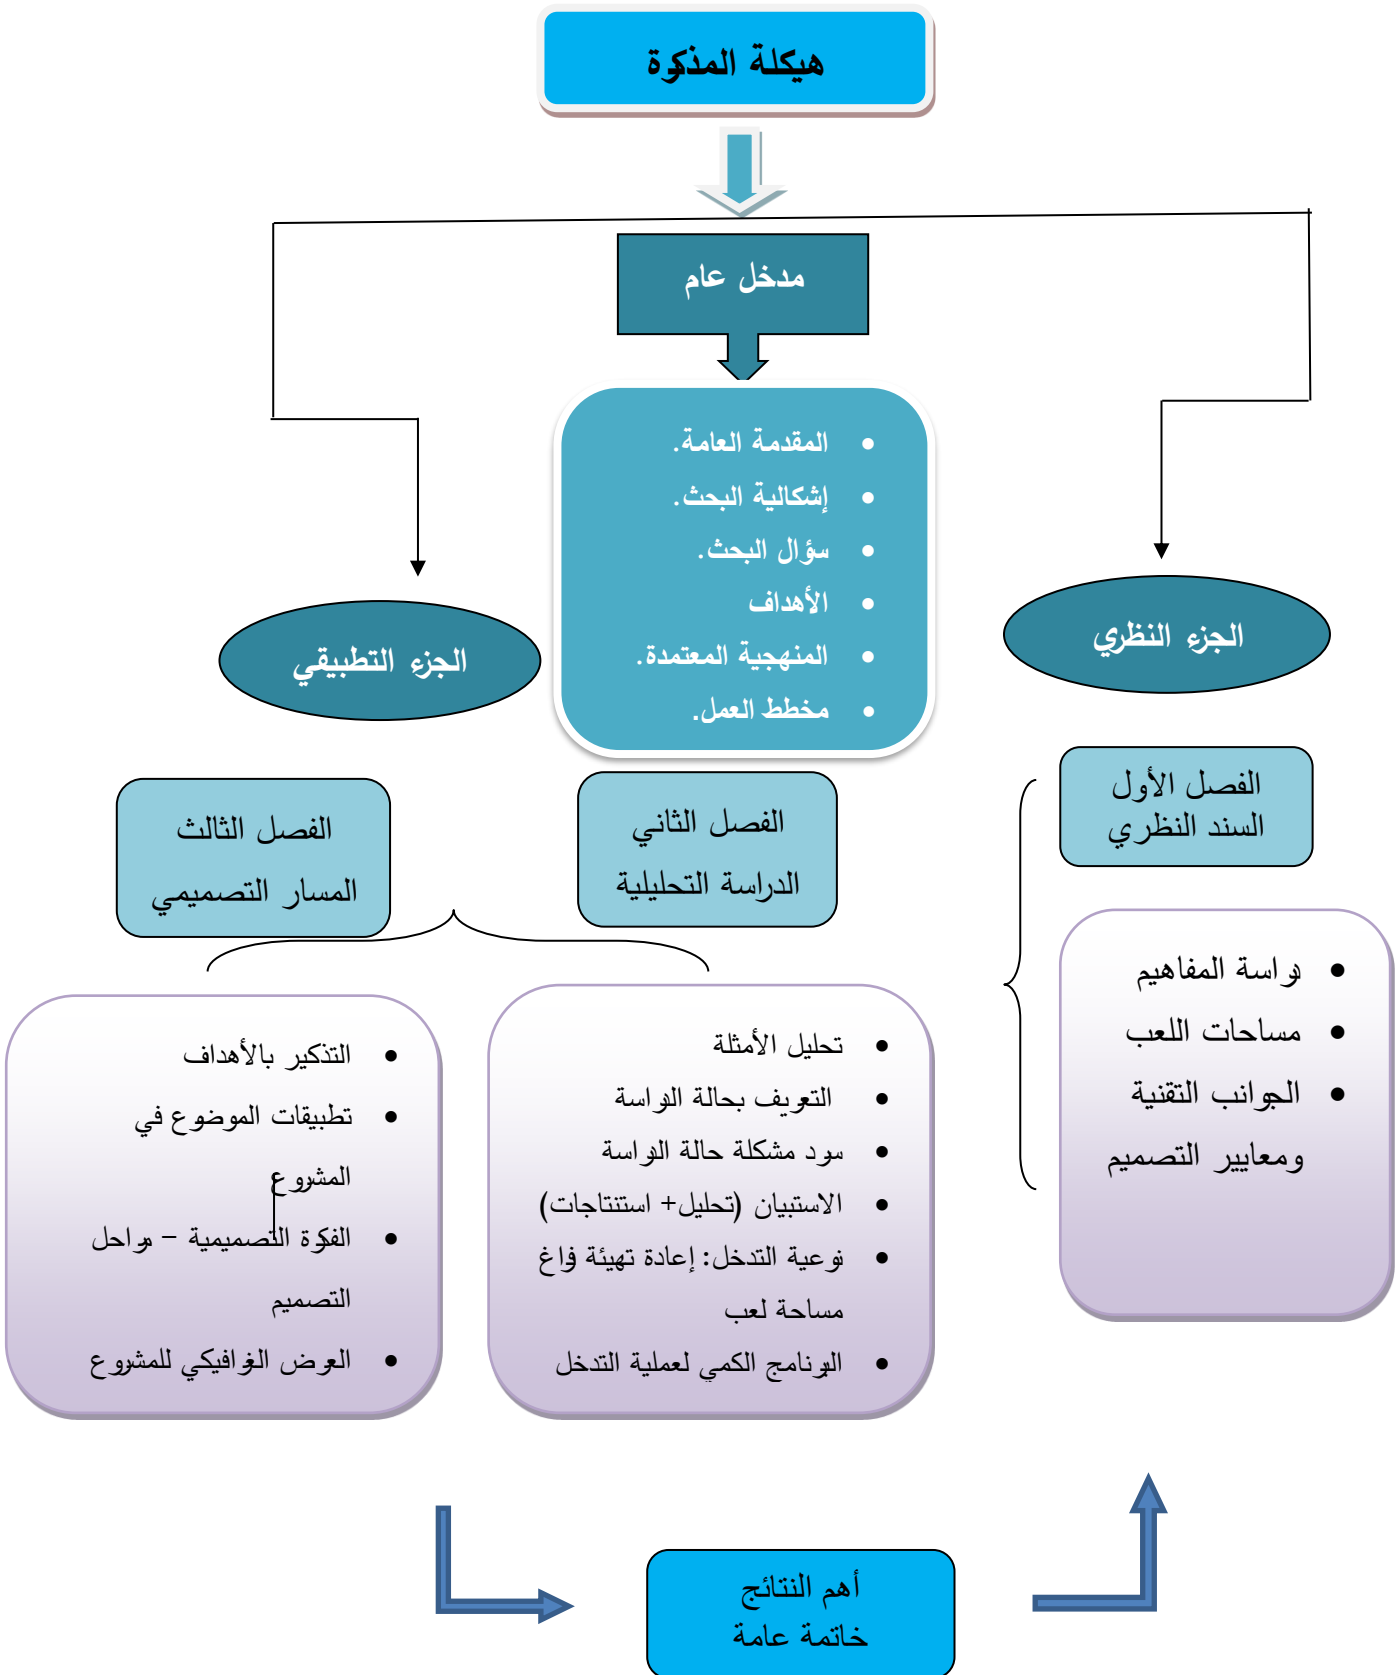 هيكلة المذكرة
مدخل عام
• المقدمة العامة.
• إشكالية البحث.
• سؤال البحث.
• الأهداف
• المنهجية المعتمدة.
• مخطط العمل.
الجزء النظري
الجزء التطبيقي
الفصل الأول
السند النظري
الفصل الثاني
الدراسة التحليلية
الفصل الثالث
المسار التصميمي
• دراسة المفاهيم
• مساحات اللعب
• الجوانب التقنية
ومعايير التصميم
• تحليل الأمثلة
• التعريف بحالة الدراسة
• سرد مشكلة حالة الدراسة
• الاستبيان (تحليل+ استنتاجات)
• نوعية التدخل: إعادة تهيئة فراغ
مساحة لعب
• البرنامج الكمي لعملية التدخل
• التذكير بالأهداف
• تطبيقات الموضوع في
المشروع
• الفكرة التصميمية – مراحل
التصميم
• العرض الغرافيكي للمشروع
أهم النتائج
خاتمة عامة